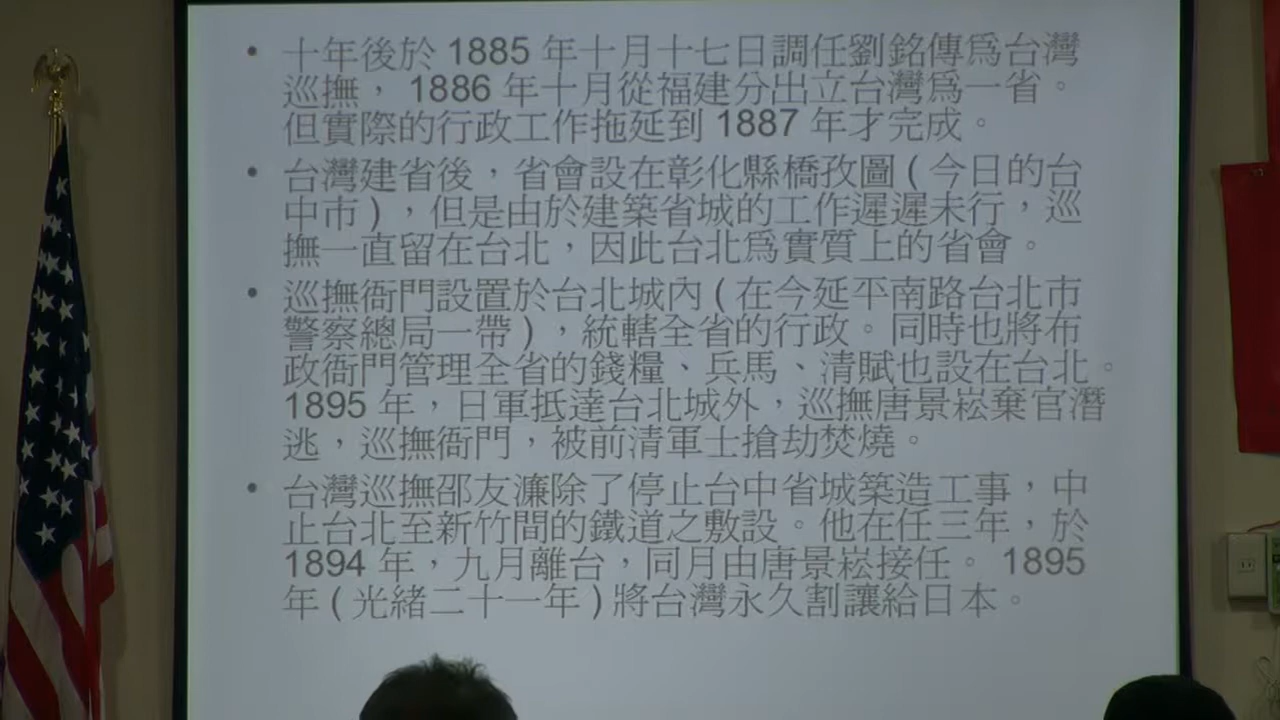 • 十年後於 1885 年十月十七日調任劉銘傳爲台灣
巡撫， 1886 年十月從福建分出立台灣爲一省。
但實際的行政工作拖延到 1887 年才完成。
• 台灣建省後，省會設在彰化縣橋孜圖 ( 今日的台
中市 ) ，但是由於建築省城的工作遲遲未行，巡
撫一直留在台北，因此台北爲實質上的省會。
• 巡撫衙門設置於台北城內 ( 在今延平南路台北市
警察總局一帶 ) ，統轄全省的行政。同時也將布
政衙門管理全省的錢糧、兵馬、清賦也設在台北。
1895 年，日軍抵達台北城外，巡撫唐景崧棄官潛
逃，巡撫衙門，被前清軍士搶劫焚燒。
• 台灣巡撫邵友濂除了停止台中省城築造工事，中
止台北至新竹間的鐵道之敷設。他在任三年，於
1894 年，九月離台，同月由唐景崧接任。 1895
年 ( 光緒二十一年 ) 將台灣永久割讓給日本。